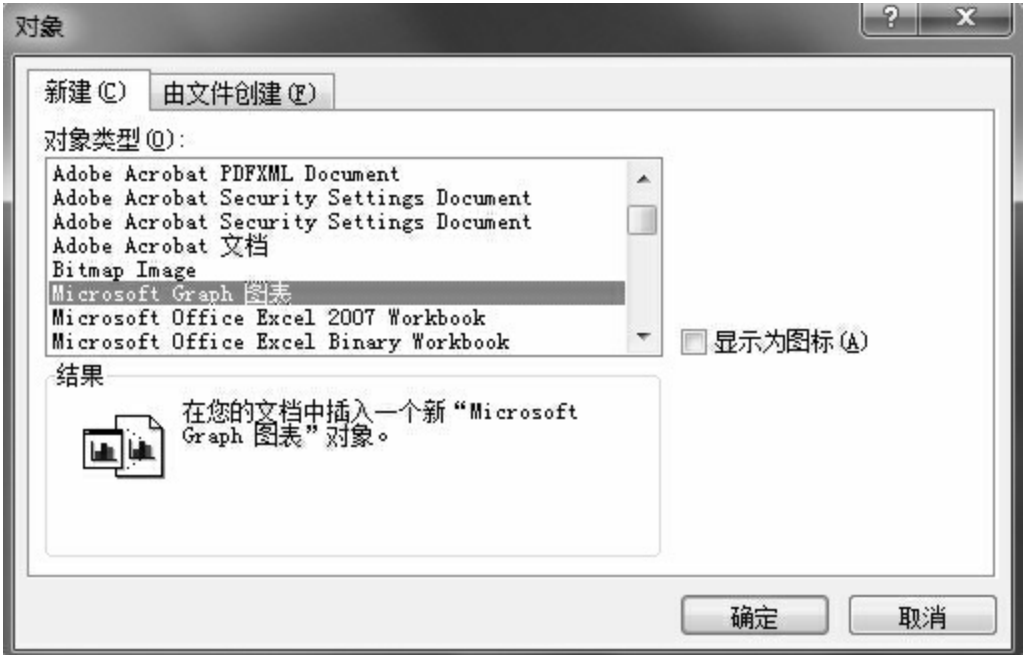 对象
新建(C)
由文件创建(F)
对象类型(O):
Adobe Acrobat PDFXML Document
Adobe Acrobat Security Settings Document
Adobe Acrobat Security Settings Document
Adobe Acrobat 文档
Bitmap Image
Microsoft Graph 图表
Microsoft Office Excel 2007 Workbook
Microsoft Office Excel Binary Workbook
显示为图标(A)
结果
在您的文档中插入一个新“Microsoft
Graph 图表”对象。
确定
取消